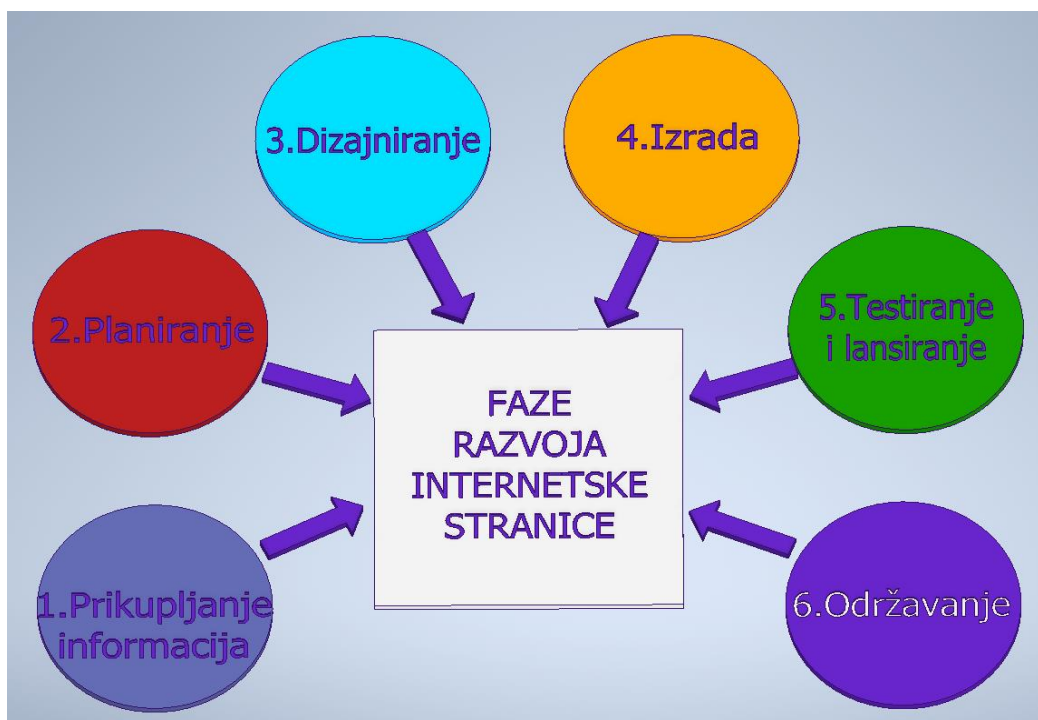 1.Prikupljanje
informacija
2.Planiranje
3.Dizajniranje
4.Izrada
5.Testiranje
i lansiranje
6.Održavanje
FAZE
RAZVOJA
INTERNETSKE
STRANICE